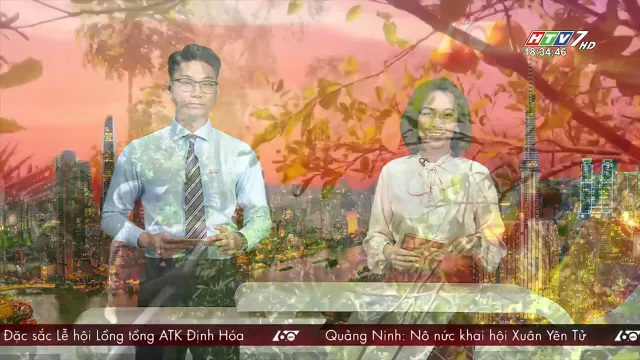 HTV7 HD
18:34:46
Đặc sắc Lễ hội Lồng tồng ATK Định Hóa 60 Quảng Ninh: Nô nức khai hội Xuân Yên Tử